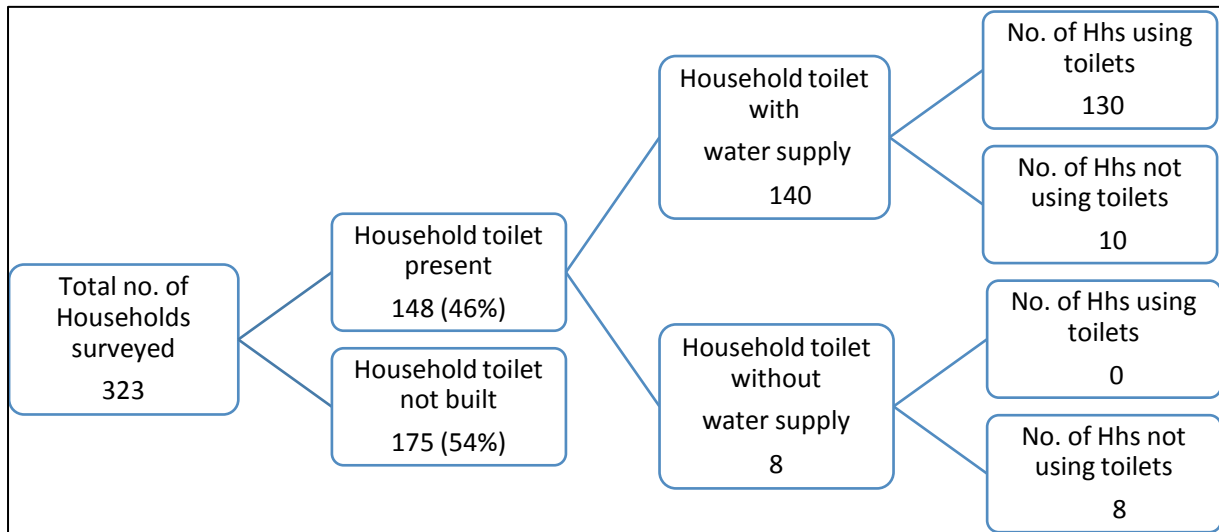 Total no. of
Households
surveyed
323
Household toilet
present
148 (46%)
Household toilet
not built
175 (54%)
Household toilet
with
water supply
140
Household toilet
without
water supply
8
No. of Hhs using
toilets
130
No. of Hhs not
using toilets
10
No. of Hhs using
toilets
0
No. of Hhs not
using toilets
8